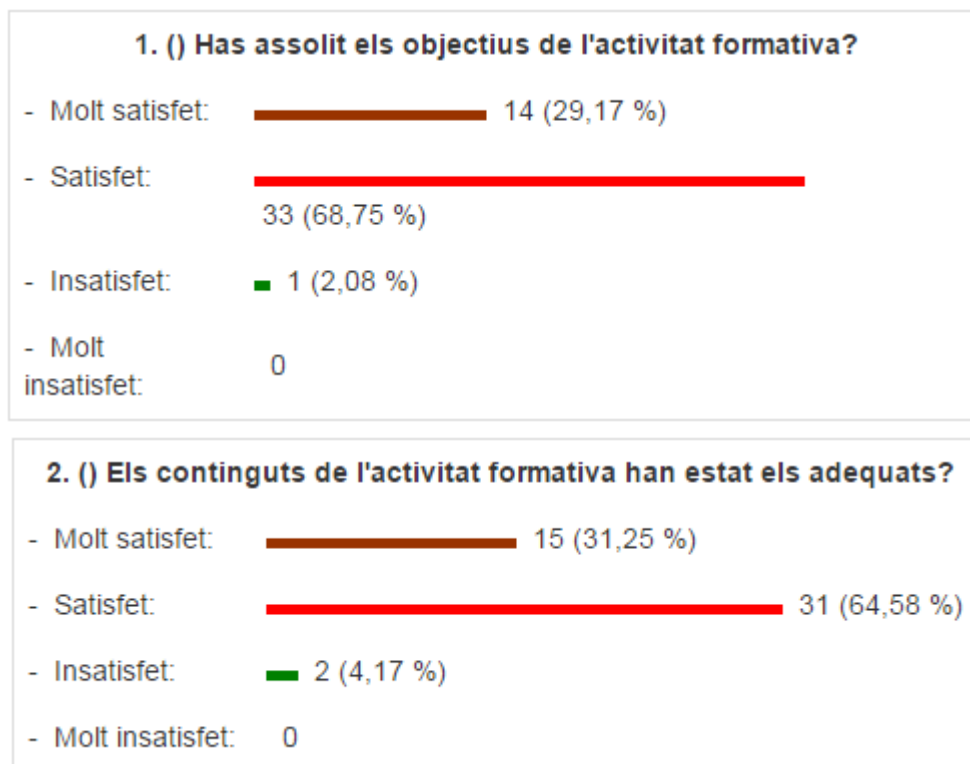 1. () Has assolit els objectius de l'activitat formativa?
- Molt satisfet: 14 (29,17 %)
- Satisfet:
33 (68,75 %)
- Insatisfet: 1 (2,08 %)
- Molt
insatisfet: 0
2. () Els continguts de l'activitat formativa han estat els adequats?
- Molt satisfet: 15 (31,25 %)
- Satisfet: 31 (64,58 %)
- Insatisfet: 2 (4,17 %)
- Molt insatisfet: 0